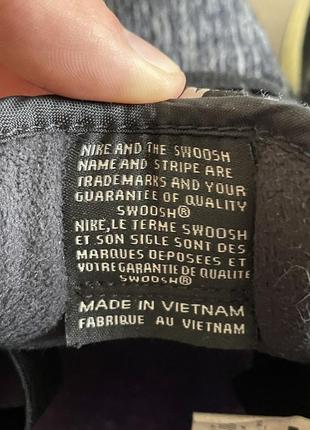 NIKE AND THE SWOOSH
NAME AND STRIPE ARE
TRADEMARKS AND YOUR
GUARANTEE OF QUALITY
SWOOSH®
NIKE,LE TERME SWOOSH
ET SON SIGLE SONT DES
MARQUES DEPOSEES ET
VOTRE GARANTIE DE QUALITE
SWOOSH®
MADE IN VIETNAM
FABRIQUE AU VIETNAM